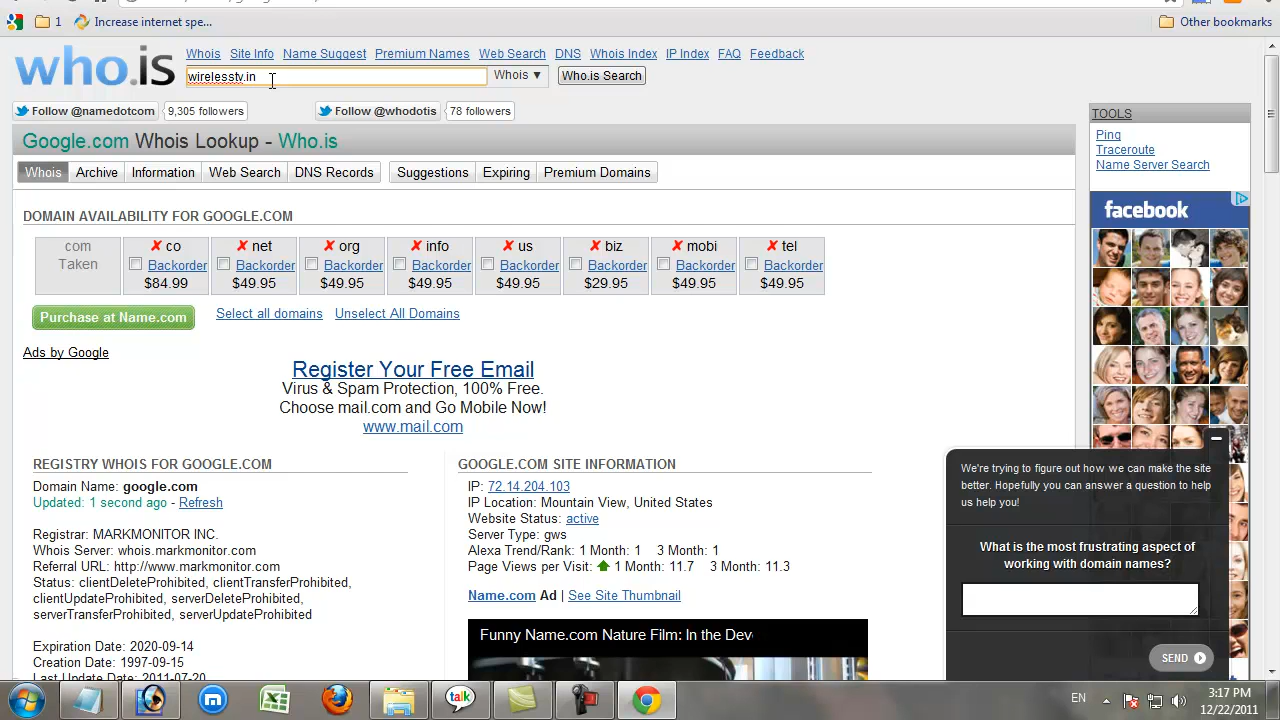 1
Increase internet spe...
Other bookmarks
who.is
Whois Site Info Name Suggest Premium Names Web Search DNS Whois Index IP Index FAQ Feedback
wirelesstv.in
Whois ▼
Who.is Search
Follow @namedotcom
9,305 followers
Follow @whodotis
78 followers
TOOLS
Google.com Whois Lookup - Who.is
Ping
Traceroute
Name Server Search
Whois Archive Information Web Search DNS Records Suggestions Expiring Premium Domains
facebook
DOMAIN AVAILABILITY FOR GOOGLE.COM
com ✗ co ✗ net ✗ org ✗ info ✗ us ✗ biz ✗ mobi ✗ tel
Taken Backorder Backorder Backorder Backorder Backorder Backorder Backorder Backorder
$84.99 $49.95 $49.95 $49.95 $49.95 $29.95 $49.95 $49.95
Purchase at Name.com
Select all domains
Unselect All Domains
Ads by Google
Register Your Free Email
Virus & Spam Protection, 100% Free.
Choose mail.com and Go Mobile Now!
www.mail.com
REGISTRY WHOIS FOR GOOGLE.COM
Domain Name: google.com
Updated: 1 second ago - Refresh
Registrar: MARKMONITOR INC.
Whois Server: whois.markmonitor.com
Referral URL: http://www.markmonitor.com
Status: clientDeleteProhibited, clientTransferProhibited,
clientUpdateProhibited, serverDeleteProhibited,
serverTransferProhibited, serverUpdateProhibited
Expiration Date: 2020-09-14
Creation Date: 1997-09-15
Last Update Date: 2011-07-20
GOOGLE.COM SITE INFORMATION
IP: 72.14.204.103
IP Location: Mountain View, United States
Website Status: active
Server Type: gws
Alexa Trend/Rank: 1 Month: 1 3 Month: 1
Page Views per Visit: 1 Month: 11.7 3 Month: 11.3
Name.com Ad | See Site Thumbnail
Funny Name.com Nature Film: In the Dev
We're trying to figure out how we can make the site
better. Hopefully you can answer a question to help
us help you!
What is the most frustrating aspect of
working with domain names?
SEND
talk
EN
3:17 PM
12/22/2011